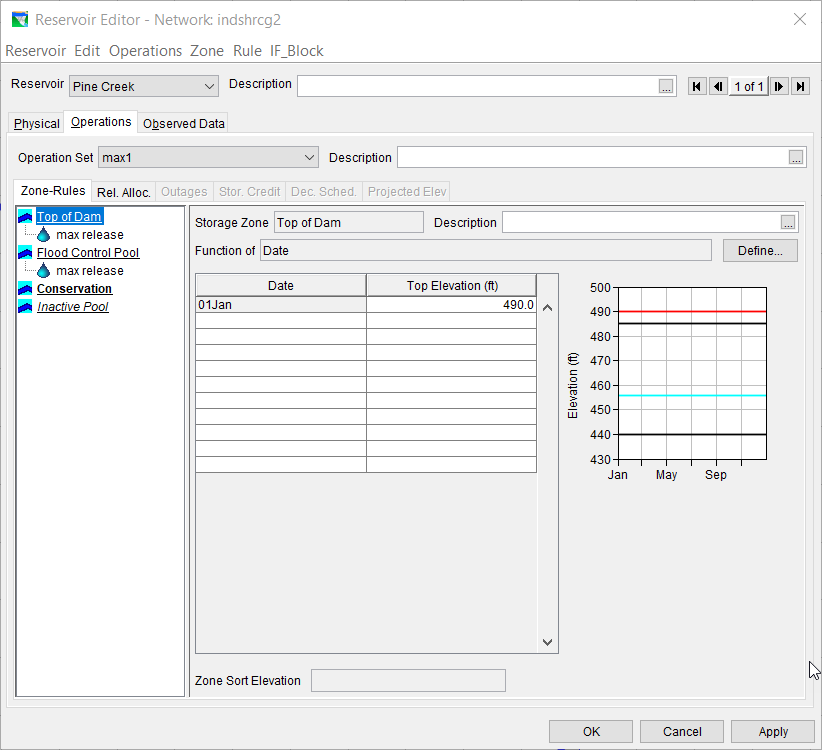 Reservoir Editor - Network: indshrcg2
Reservoir Edit Operations Zone Rule IF_Block
Reservoir Pine Creek Description ... 1 of 1
Physical Operations Observed Data
Operation Set max1 Description ...
Zone-Rules Rel. Alloc. Outages Stor. Credit Dec. Sched. Projected Elev
Top of Dam
max release
Flood Control Pool
max release
Conservation
Inactive Pool
Storage Zone Top of Dam Description ...
Function of Date Define...
Date Top Elevation (ft)
01Jan 490.0
500
490
480
470
460
450
440
430
Elevation (ft)
Jan May Sep
Zone Sort Elevation
OK Cancel Apply